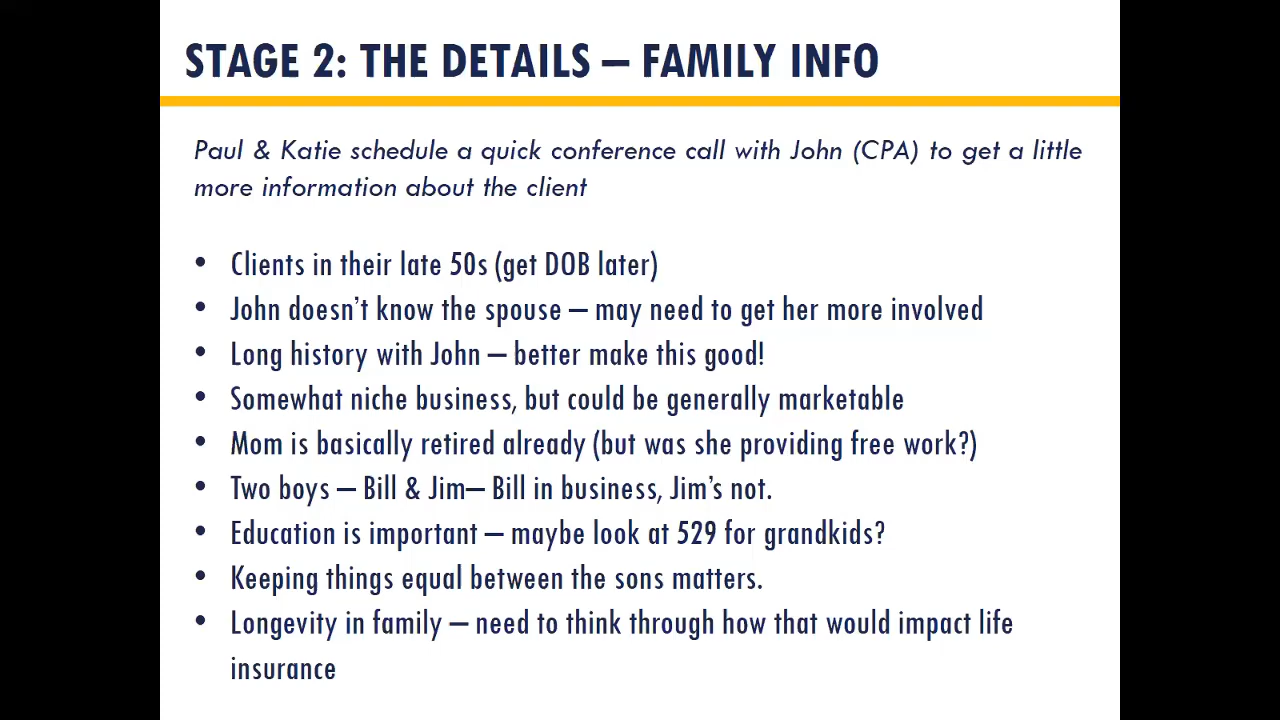 STAGE 2: THE DETAILS – FAMILY INFO
Paul & Katie schedule a quick conference call with John (CPA) to get a little
more information about the client
• Clients in their late 50s (get DOB later)
• John doesn’t know the spouse – may need to get her more involved
• Long history with John – better make this good!
• Somewhat niche business, but could be generally marketable
• Mom is basically retired already (but was she providing free work?)
• Two boys – Bill & Jim– Bill in business, Jim’s not.
• Education is important – maybe look at 529 for grandkids?
• Keeping things equal between the sons matters.
• Longevity in family – need to think through how that would impact life
insurance